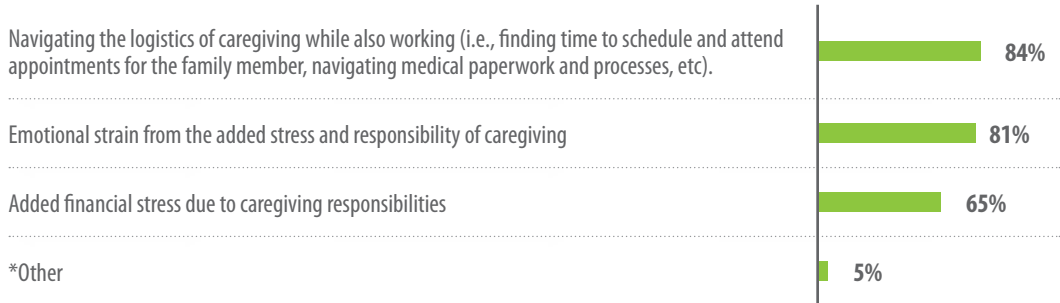 Navigating the logistics of caregiving while also working (i.e., finding time to schedule and attend
appointments for the family member, navigating medical paperwork and processes, etc).
84%
Emotional strain from the added stress and responsibility of caregiving
81%
Added financial stress due to caregiving responsibilities
65%
*Other
5%